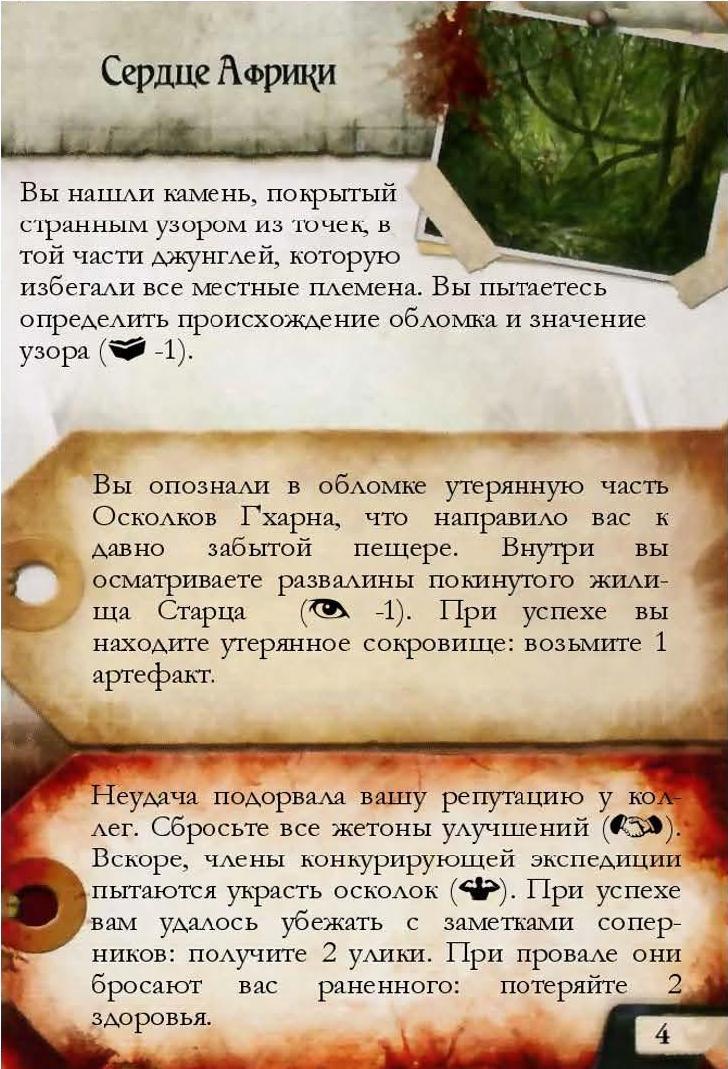 Сердце Африки
Вы нашли камень, покрытый
странным узором из точек, в
той части джунглей, которую
избегали все местные племена. Вы пытаетесь
определить происхождение обломка и значение
узора ( -1).
Вы опознали в обломке утерянную часть
Осколков Гхарна, что направило вас к
давно забытой пещере. Внутри вы
осматриваете развалины покинутого жили-
ща Старца ( -1). При успехе вы
находите утерянное сокровище: возьмите 1
артефакт.
Неудача подорвала вашу репутацию у кол-
лег. Сбросьте все жетоны улучшений ( ).
Вскоре, члены конкурирующей экспедиции
пытаются украсть осколок ( ). При успехе
вам удалось убежать с заметками сопер-
ников: получите 2 улики. При провале они
бросают вас раненного: потеряйте 2
здоровья.
4